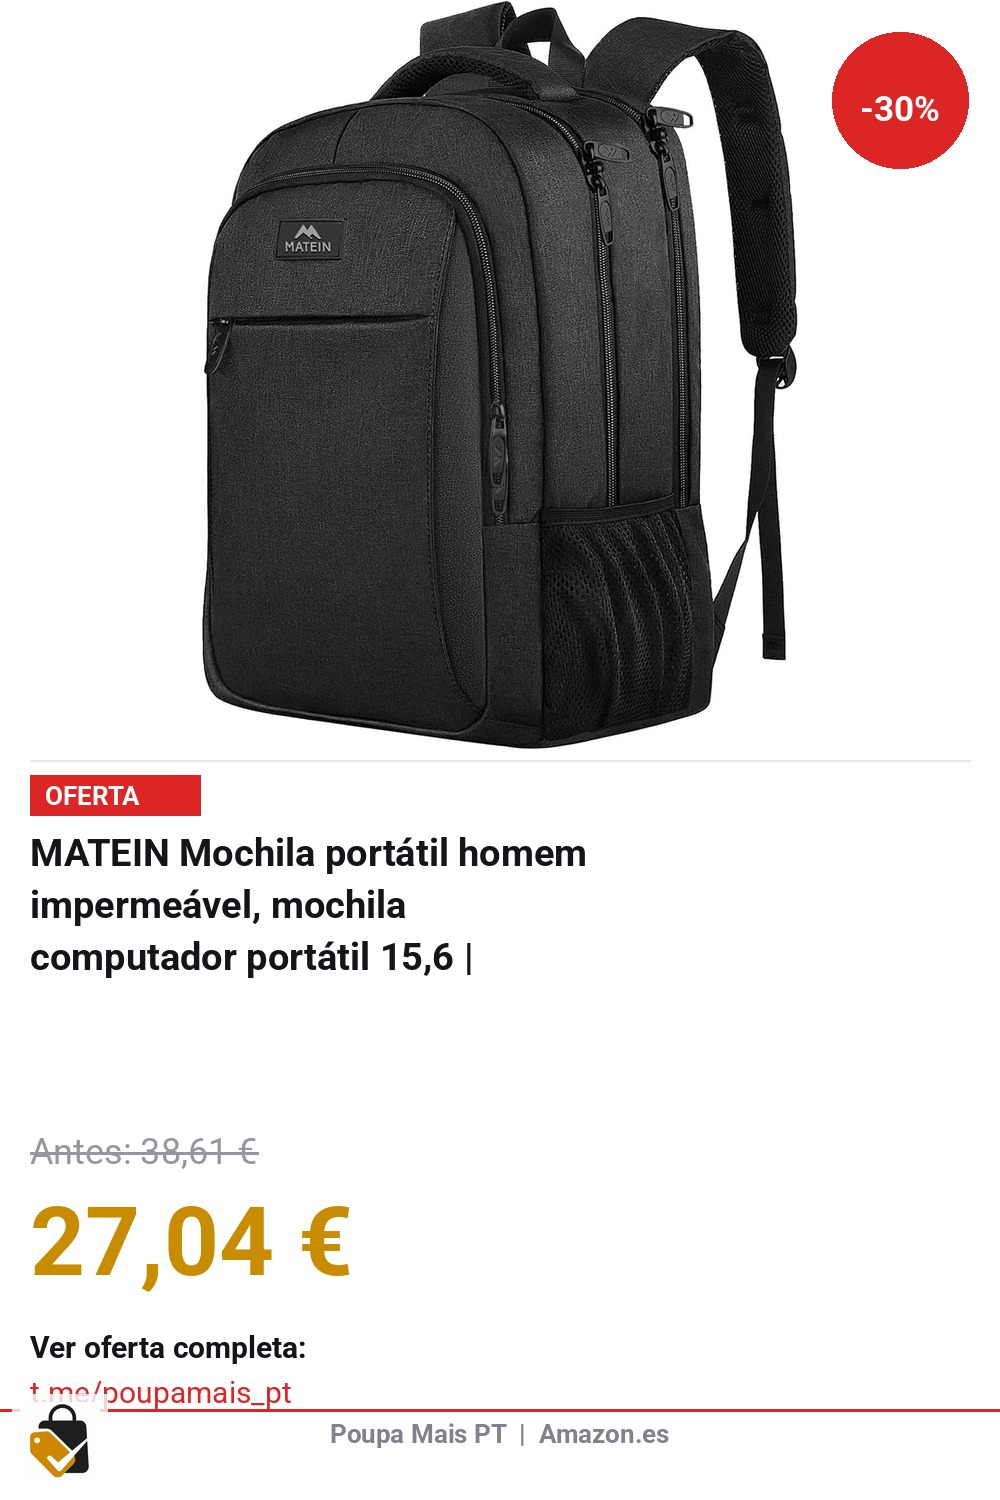 -30%
MATEIN
OFERTA
MATEIN Mochila portátil homem
impermeável, mochila
computador portátil 15,6 |
Antes: 38,61 €
27,04 €
Ver oferta completa:
t.me/poupamais_pt
Poupa Mais PT | Amazon.es